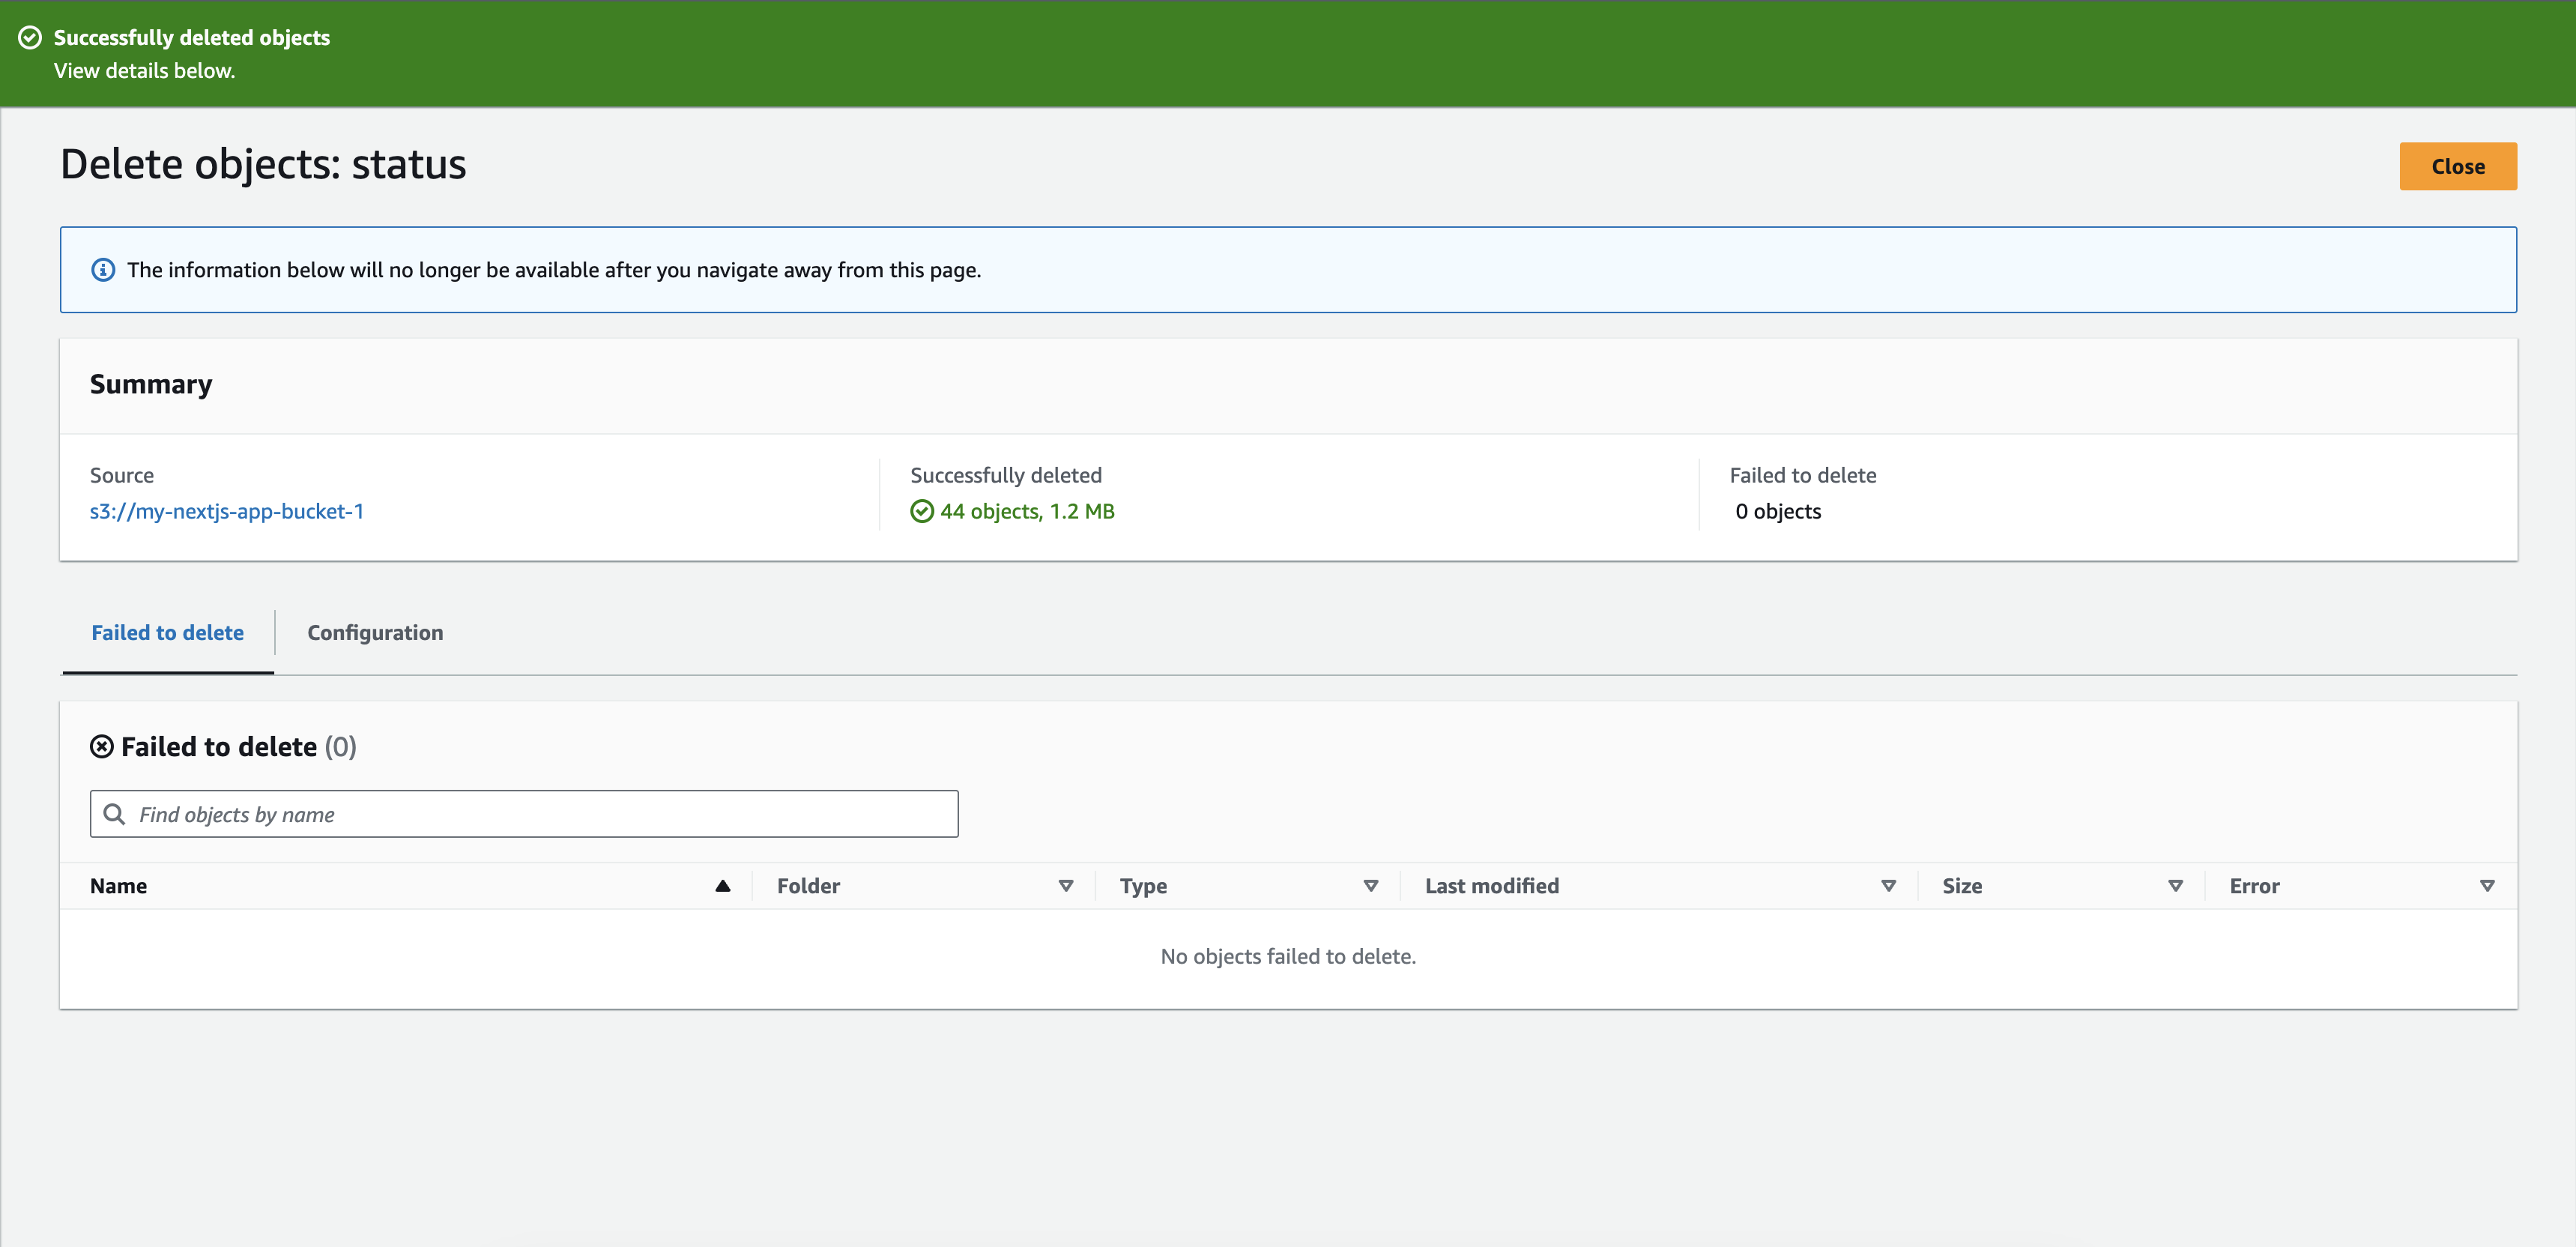 Successfully deleted objects
View details below.
Delete objects: status
Close
The information below will no longer be available after you navigate away from this page.
Summary
Source
s3://my-nextjs-app-bucket-1
Successfully deleted
44 objects, 1.2 MB
Failed to delete
0 objects
Failed to delete
Configuration
Failed to delete (0)
Find objects by name
Name Folder Type Last modified Size Error
No objects failed to delete.